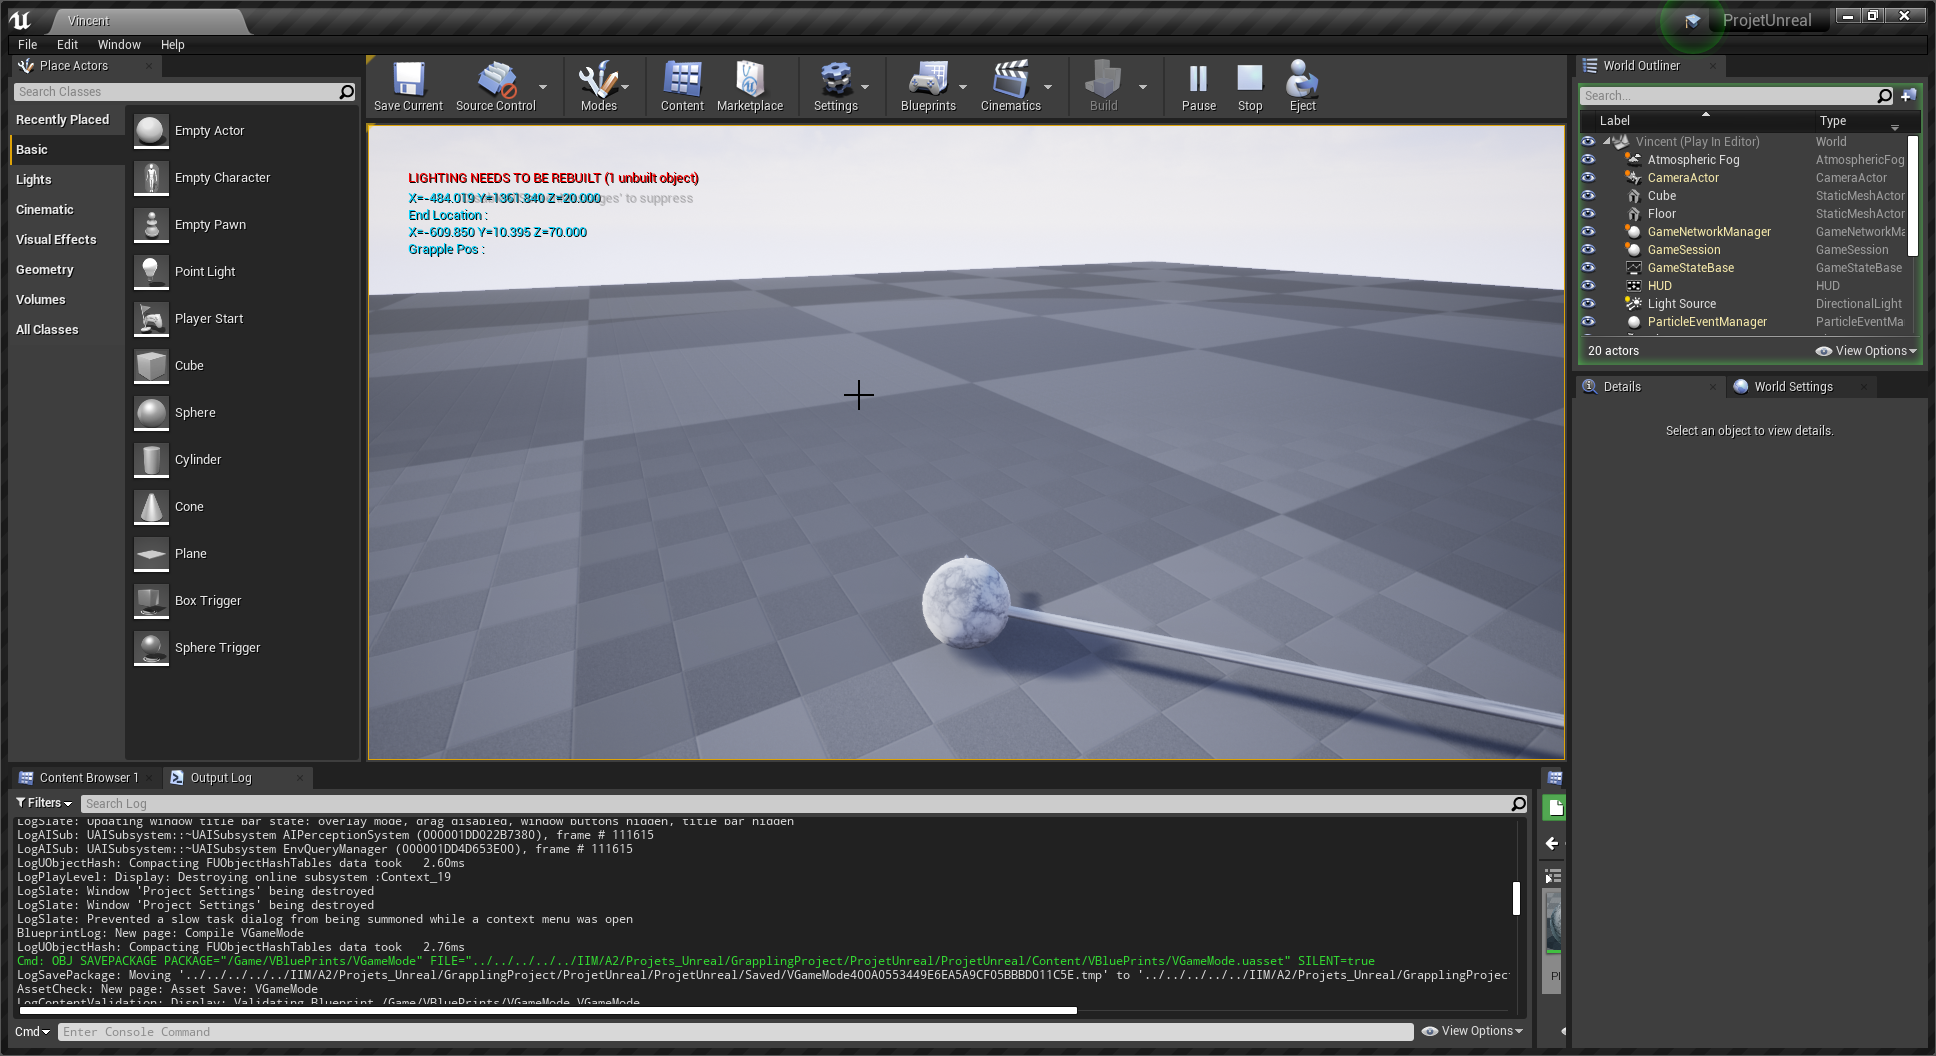 Vincent
ProjetUnreal
File Edit Window Help
Place Actors
Search Classes
Recently Placed
Basic
Lights
Cinematic
Visual Effects
Geometry
Volumes
All Classes
Empty Actor
Empty Character
Empty Pawn
Point Light
Player Start
Cube
Sphere
Cylinder
Cone
Plane
Box Trigger
Sphere Trigger
Save Current Source Control Modes Content Marketplace Settings Blueprints Cinematics Build Pause Stop Eject
LIGHTING NEEDS TO BE REBUILT (1 unbuilt object)
X=-484.019 Y=1361.840 Z=20.000
ges' to suppress
End Location :
X=-609.850 Y=10.395 Z=70.000
Grapple Pos :
World Outliner
Search...
Label Type
Vincent (Play In Editor) World
Atmospheric Fog AtmosphericFog
CameraActor CameraActor
Cube StaticMeshActor
Floor StaticMeshActor
GameNetworkManager GameNetworkMa
GameSession GameSession
GameStateBase GameStateBase
HUD HUD
Light Source DirectionalLight
ParticleEventManager ParticleEventMa
20 actors View Options
Details World Settings
Select an object to view details.
Content Browser 1 Output Log
Filters Search Log
LogSlate: Updating window title bar state: overlay mode, drag disabled, window buttons hidden, title bar hidden
LogAISub: UAISubsystem::~UAISubsystem AIPerceptionSystem (000001DD022B7380), frame # 111615
LogAISub: UAISubsystem::~UAISubsystem EnvQueryManager (000001DD4D653E00), frame # 111615
LogUObjectHash: Compacting FUObjectHashTables data took   2.60ms
LogPlayLevel: Display: Destroying online subsystem :Context_19
LogSlate: Window 'Project Settings' being destroyed
LogSlate: Window 'Project Settings' being destroyed
LogSlate: Prevented a slow task dialog from being summoned while a context menu was open
BlueprintLog: New page: Compile VGameMode
LogUObjectHash: Compacting FUObjectHashTables data took   2.76ms
Cmd: OBJ SAVEPACKAGE PACKAGE="/Game/VBluePrints/VGameMode" FILE="../../../../../IIM/A2/Projets_Unreal/GrapplingProject/ProjetUnreal/ProjetUnreal/Content/VBluePrints/VGameMode.uasset" SILENT=true
LogSavePackage: Moving '../../../../../IIM/A2/Projets_Unreal/GrapplingProject/ProjetUnreal/ProjetUnreal/Saved/VGameMode400A0553449E6EA5A9CF05BBBD011C5E.tmp' to '../../../../../IIM/A2/Projets_Unreal/GrapplingProjec
AssetCheck: New page: Asset Save: VGameMode
LogContentValidation: Display: Validating Blueprint /Game/VBluePrints/VGameMode.VGameMode
Cmd Enter Console Command View Options